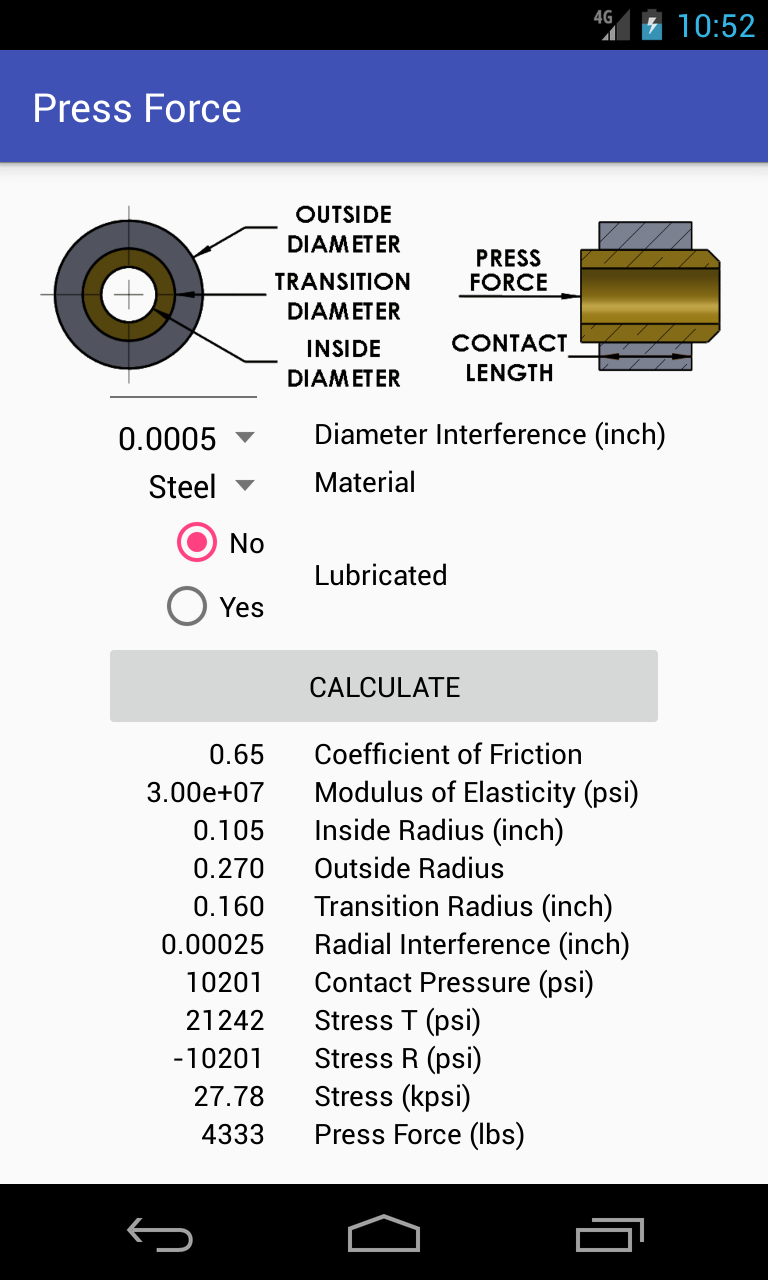 4G 10:52
Press Force
OUTSIDE
DIAMETER
TRANSITION
DIAMETER
INSIDE
DIAMETER
PRESS
FORCE
CONTACT
LENGTH
0.0005 Diameter Interference (inch)
Steel Material
No
Lubricated
Yes
CALCULATE
0.65 Coefficient of Friction
3.00e+07 Modulus of Elasticity (psi)
0.105 Inside Radius (inch)
0.270 Outside Radius
0.160 Transition Radius (inch)
0.00025 Radial Interference (inch)
10201 Contact Pressure (psi)
21242 Stress T (psi)
-10201 Stress R (psi)
27.78 Stress (kpsi)
4333 Press Force (lbs)